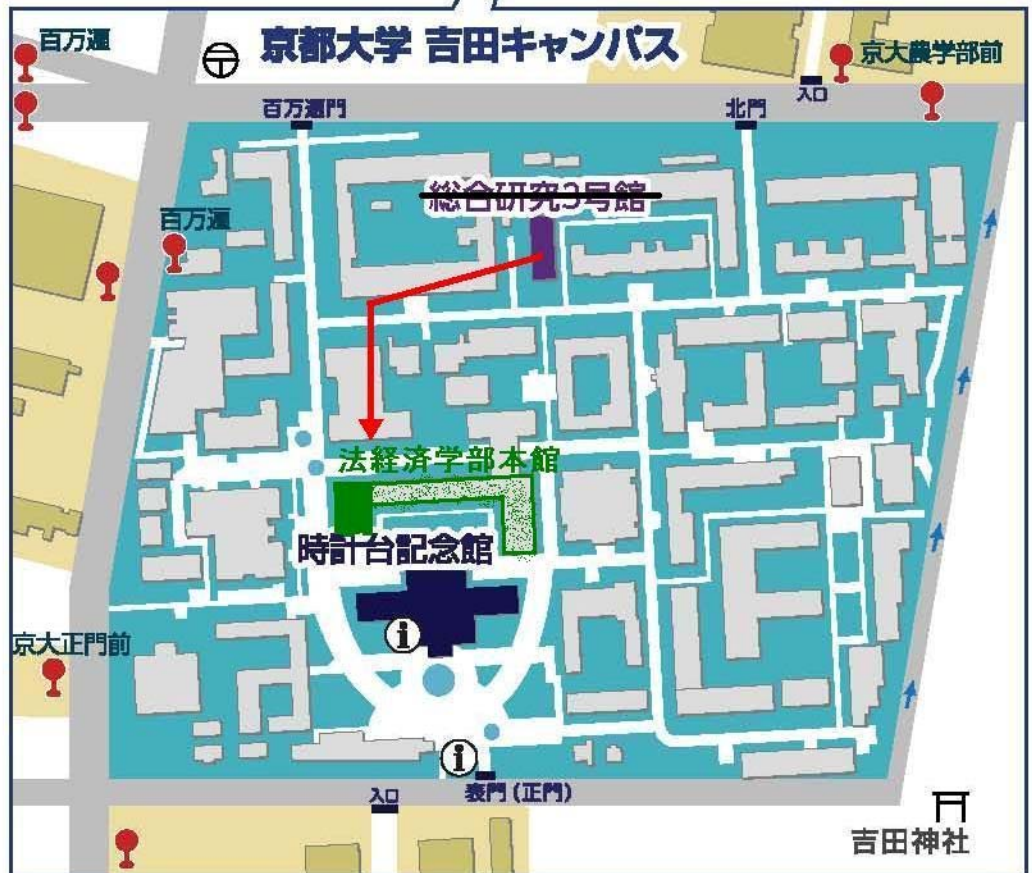 百万遍
京都大学 吉田キャンパス
京大農学部前
入口
百万遍門
北門
総合研究3号館
百万遍
法経済学部本館
時計台記念館
i
京大正門前
i
入口
表門（正門）
吉田神社